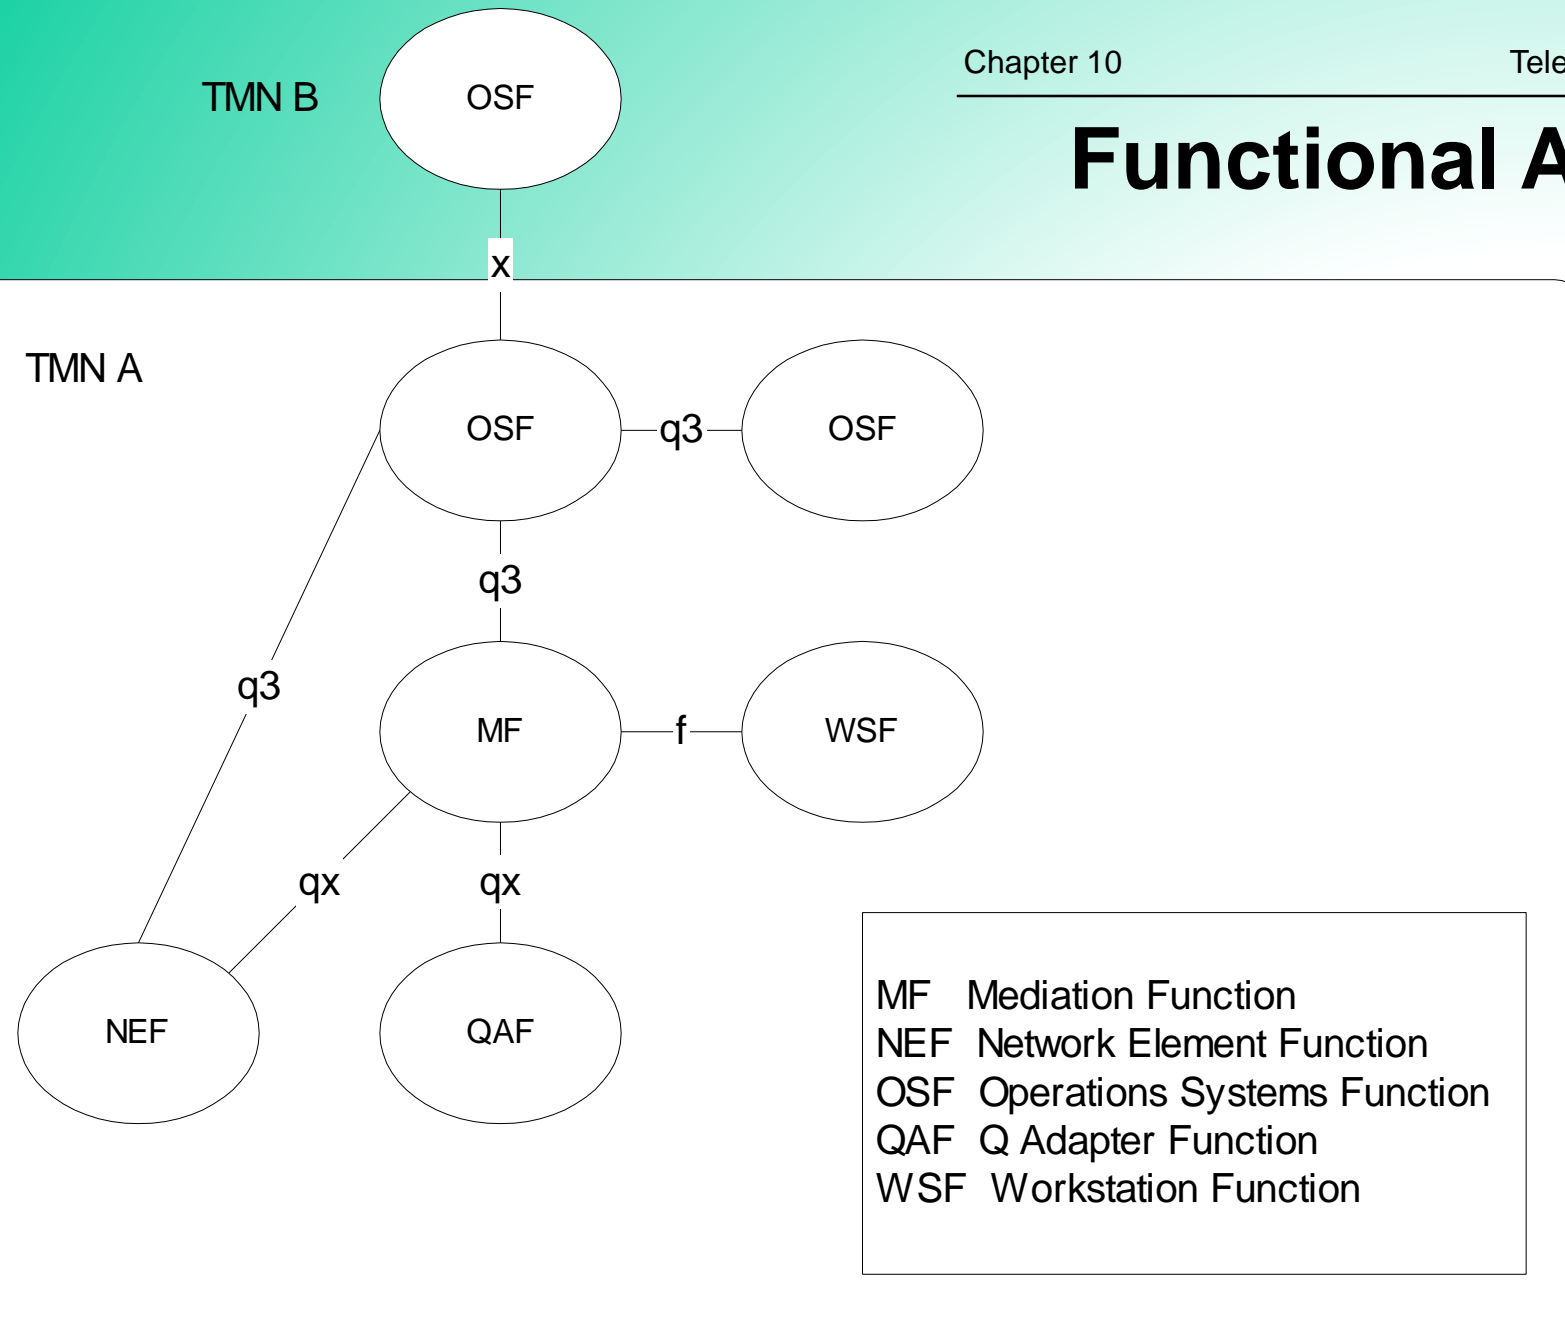 Chapter 10 Tele
Functional A
TMN B
OSF
x
TMN A
OSF
q3
OSF
q3
q3
MF
f
WSF
qx
qx
NEF
QAF
MF Mediation Function
NEF Network Element Function
OSF Operations Systems Function
QAF Q Adapter Function
WSF Workstation Function